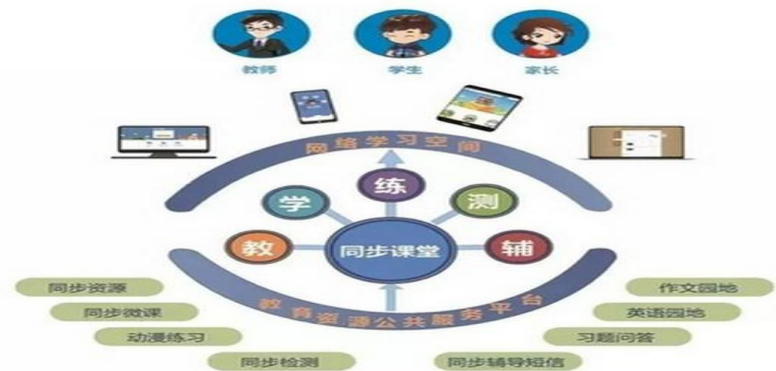 教师
学生
家长
网络学习空间
练
学
测
教
同步课堂
辅
教育资源公共服务平台
同步资源
作文园地
同步微课
英语园地
动漫练习
习题问答
同步检测
同步辅导短信